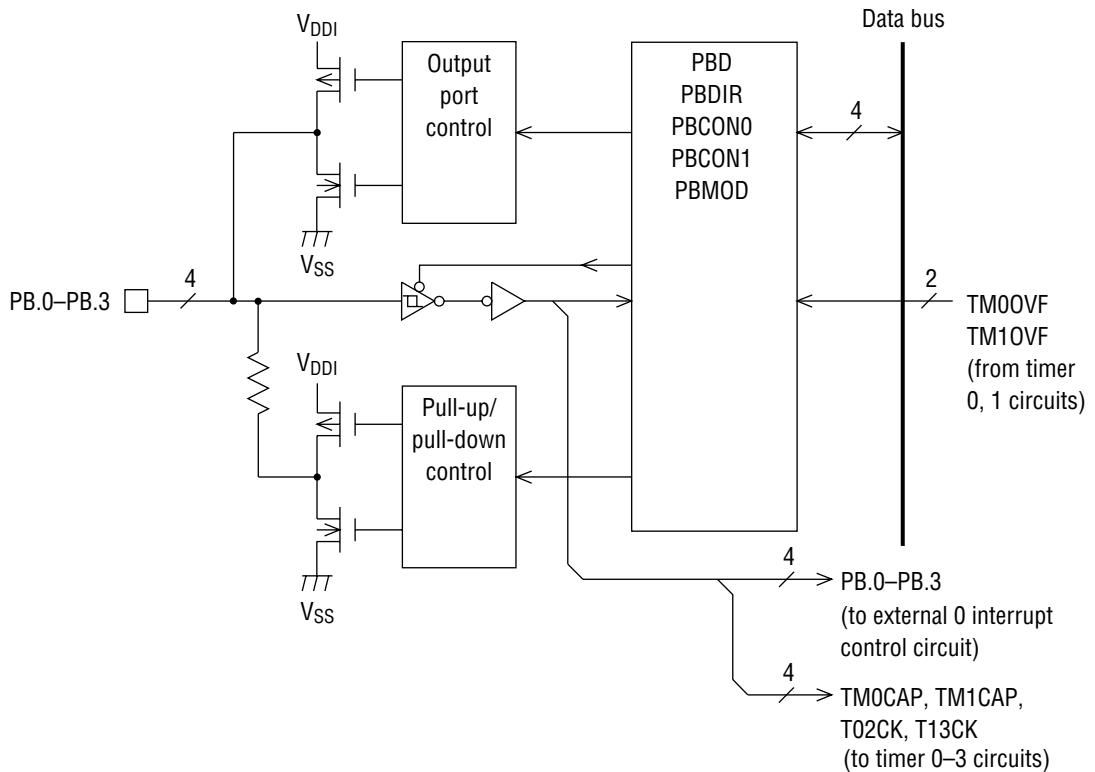 Data bus
VDDI
Output
port
control
PBD
PBDIR
PBCON0
PBCON1
PBMOD
4
VSS
PB.0–PB.3
4
2
TM0OVF
TM1OVF
(from timer
0, 1 circuits)
VDDI
Pull-up/
pull-down
control
VSS
4
PB.0–PB.3
(to external 0 interrupt
control circuit)
4
TM0CAP, TM1CAP,
T02CK, T13CK
(to timer 0–3 circuits)